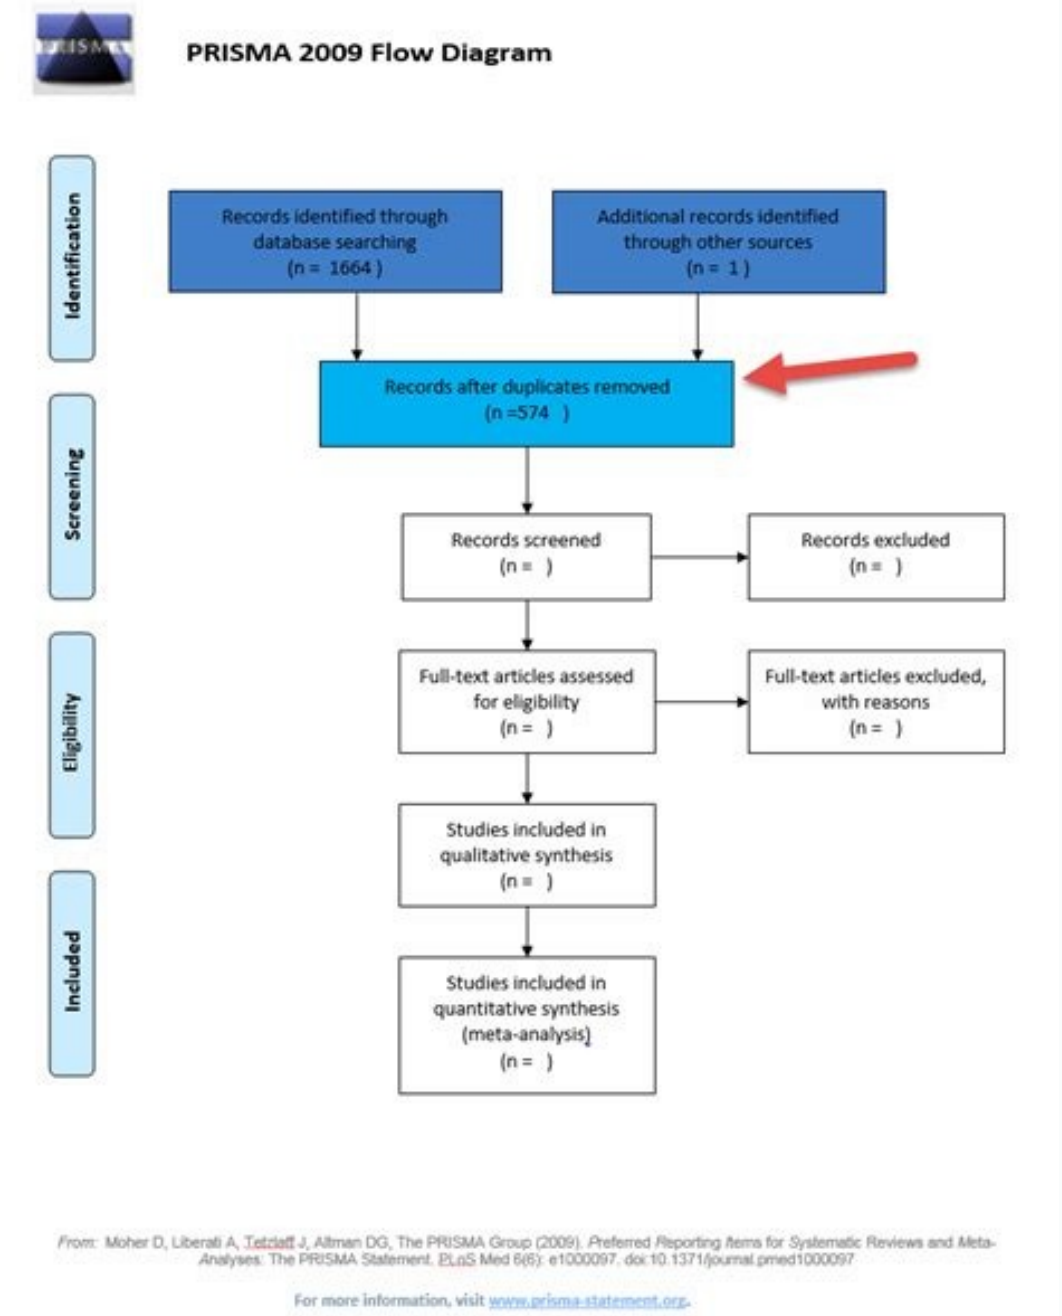 PRISMA
PRISMA 2009 Flow Diagram
Identification
Records identified through
database searching
(n = 1664 )
Additional records identified
through other sources
(n = 1 )
Records after duplicates removed
(n =574 )
Screening
Records screened
(n = )
Records excluded
(n = )
Eligibility
Full-text articles assessed
for eligibility
(n = )
Full-text articles excluded,
with reasons
(n = )
Studies included in
qualitative synthesis
(n = )
Included
Studies included in
quantitative synthesis
(meta-analysis)
(n = )
From: Moher D, Liberati A, Tetzlaff J, Altman DG, The PRISMA Group (2009). Preferred Reporting Items for Systematic Reviews and Meta-
Analyses: The PRISMA Statement. PLoS Med 6(6): e1000097. doi:10.1371/journal.pmed1000097
For more information, visit www.prisma-statement.org.